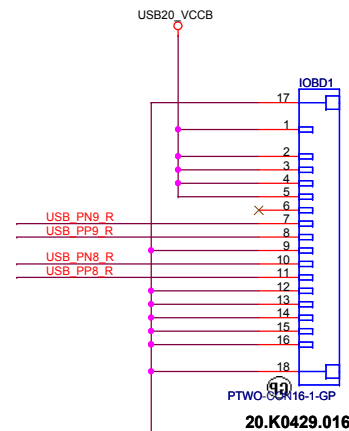 USB20_VCCB
IOBD1
17
1
2
3
4
5
6
USB_PN9_R 7
USB_PP9_R 8
9
USB_PN8_R 10
USB_PP8_R 11
12
13
14
15
16
18
PTWO-CON16-1-GP
20.K0429.016